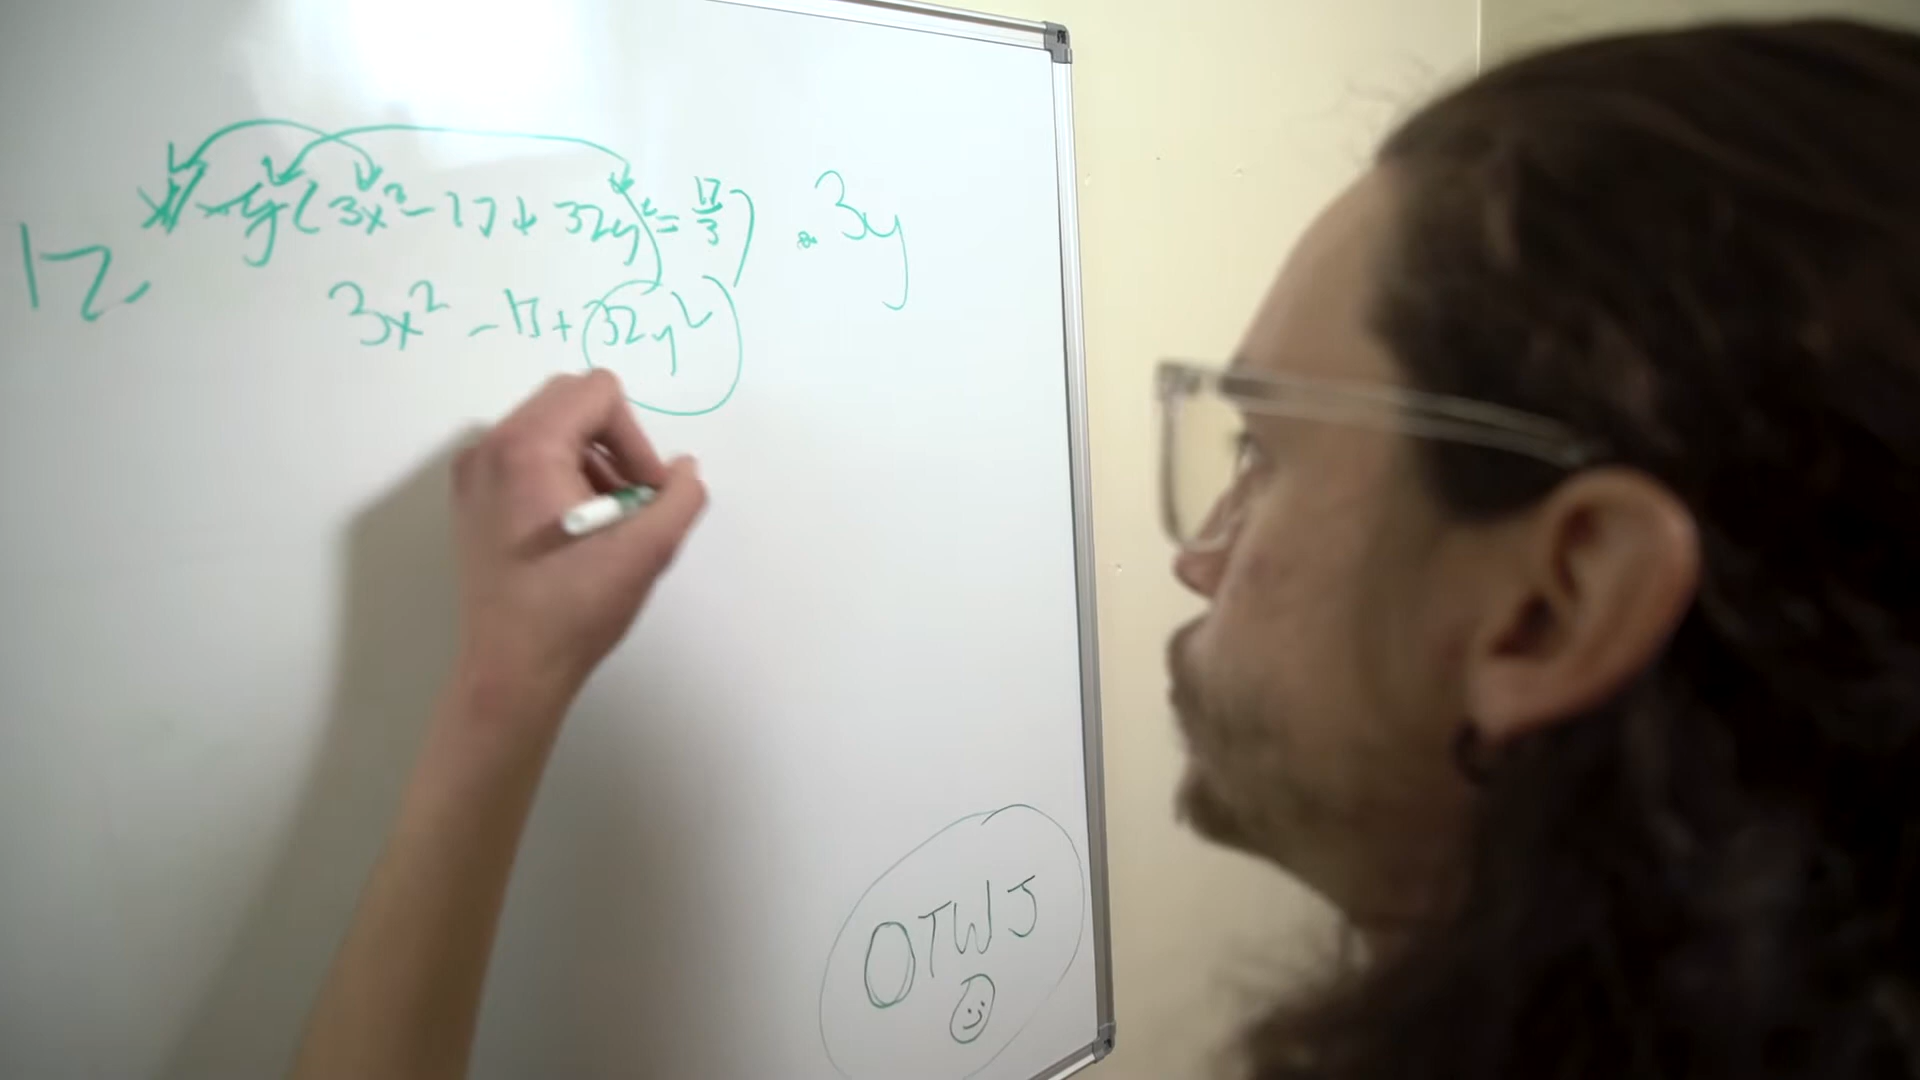 12. x - y(3x² - 17 + 32y² = 17/3) 3y
3x² - 17 + 32y²
OTWJ